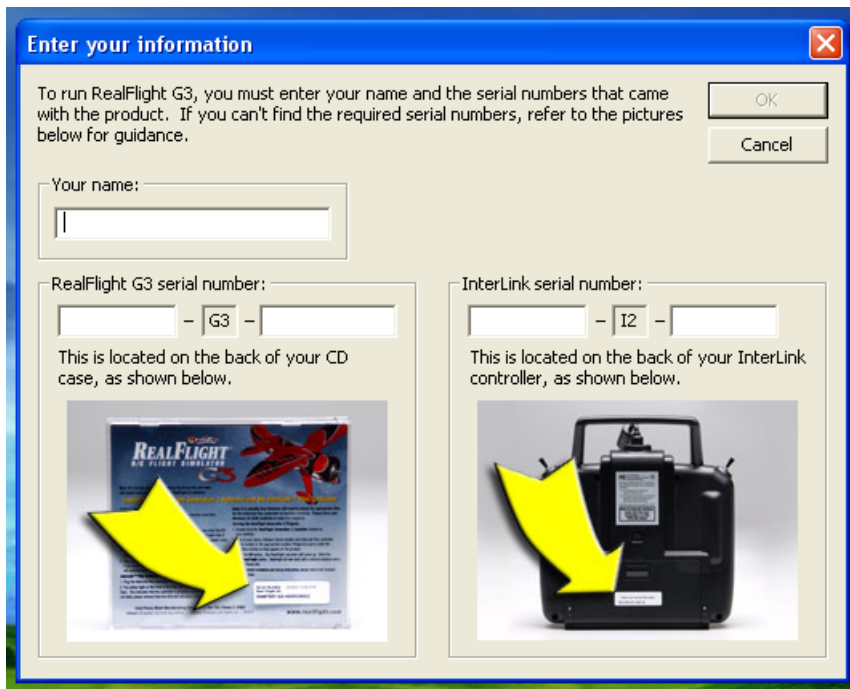 Enter your information
To run RealFlight G3, you must enter your name and the serial numbers that came
with the product. If you can't find the required serial numbers, refer to the pictures
below for guidance.
OK
Cancel
Your name:
RealFlight G3 serial number:
– G3 –
This is located on the back of your CD
case, as shown below.
REALFLIGHT
R/C FLIGHT SIMULATOR
G3
www.realflight.com
InterLink serial number:
– I2 –
This is located on the back of your InterLink
controller, as shown below.